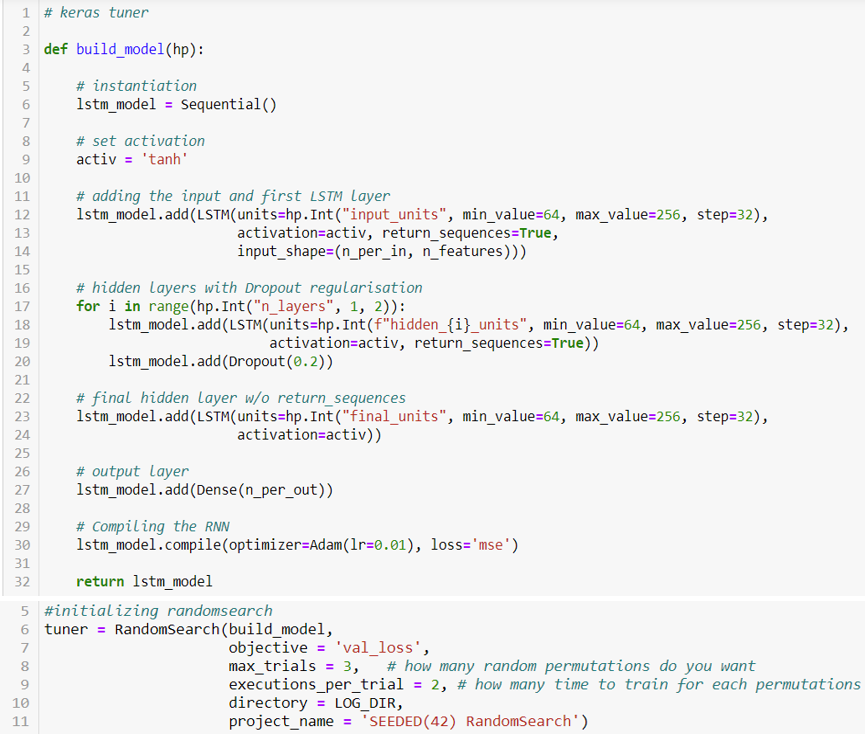 1 # keras tuner
2
3 def build_model(hp):
4
5     # instantiation
6     lstm_model = Sequential()
7
8     # set activation
9     activ = 'tanh'
10
11     # adding the input and first LSTM layer
12     lstm_model.add(LSTM(units=hp.Int("input_units", min_value=64, max_value=256, step=32),
13                         activation=activ, return_sequences=True,
14                         input_shape=(n_per_in, n_features)))
15
16     # hidden layers with Dropout regularisation
17     for i in range(hp.Int("n_layers", 1, 2)):
18         lstm_model.add(LSTM(units=hp.Int(f"hidden_{i}_units", min_value=64, max_value=256, step=32),
19                             activation=activ, return_sequences=True))
20         lstm_model.add(Dropout(0.2))
21
22     # final hidden layer w/o return_sequences
23     lstm_model.add(LSTM(units=hp.Int("final_units", min_value=64, max_value=256, step=32),
24                         activation=activ))
25
26     # output layer
27     lstm_model.add(Dense(n_per_out))
28
29     # Compiling the RNN
30     lstm_model.compile(optimizer=Adam(lr=0.01), loss='mse')
31
32     return lstm_model
5 #initializing randomsearch
6 tuner = RandomSearch(build_model,
7                        objective = 'val_loss',
8                        max_trials = 3,   # how many random permutations do you want
9                        executions_per_trial = 2, # how many time to train for each permutations
10                        directory = LOG_DIR,
11                        project_name = 'SEEDED(42) RandomSearch')